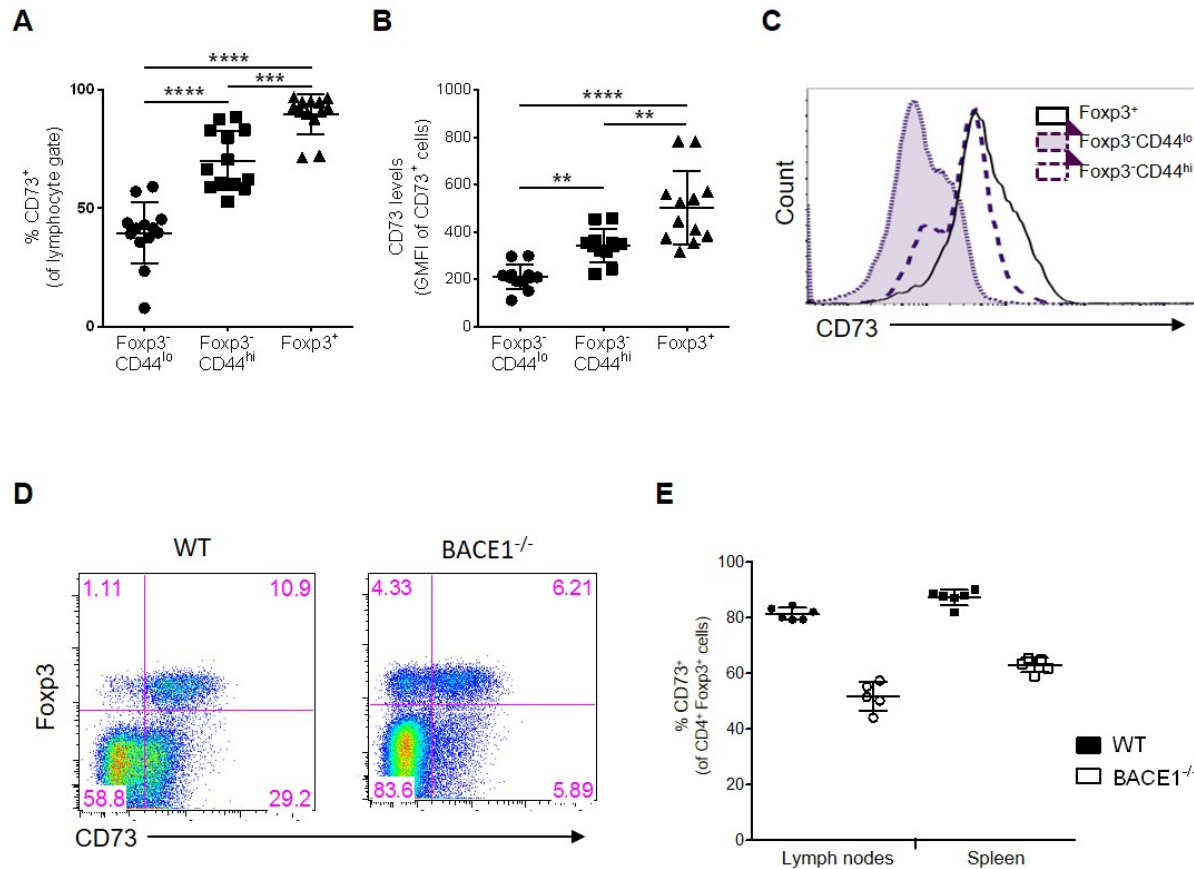 A
B
C
****
****
***
% CD73⁺
(of lymphocyte gate)
100
50
0
Foxp3⁻
CD44ˡᵒ
Foxp3⁻
CD44ʰⁱ
Foxp3⁺
****
**
**
CD73 levels
(GMFI of CD73⁺ cells)
1000
800
600
400
200
0
Foxp3⁻
CD44ˡᵒ
Foxp3⁻
CD44ʰⁱ
Foxp3⁺
Count
CD73
Foxp3⁺
Foxp3⁻CD44ˡᵒ
Foxp3⁻CD44ʰⁱ
D
E
WT
BACE1⁻/⁻
Foxp3
1.11
10.9
58.8
29.2
4.33
6.21
83.6
5.89
CD73
% CD73⁺
(of CD4⁺ Foxp3⁺ cells)
100
80
60
40
80
0
Lymph nodes
Spleen
WT
BACE1⁻/⁻